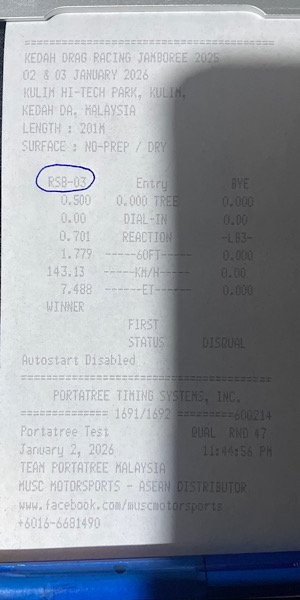 ========================================
KEDAH DRAG RACING JAMBOREE 2025
02 & 03 JANUARY 2026
KULIM HI-TECH PARK, KULIM,
KEDAH DA, MALAYSIA
LENGTH : 201M
SURFACE : NO-PREP / DRY
RSB-03 Entry BYE
0.500 0.000 TREE 0.000
0.00 DIAL-IN 0.000
0.701 REACTION -LB3-
1.779 -----60FT----- 0.000
143.13 -----KM/H----- 0.00
7.488 ------ET------ 0.000
WINNER
FIRST
STATUS DISQUAL
Autostart Disabled
========================================
PORTATREE TIMING SYSTEMS, INC.
============== 1691/1692 =========600214
Portatree Test QUAL RND 47
January 2, 2026 11:44:56 PM
TEAM PORTATREE MALAYSIA
MUSC MOTORSPORTS - ASEAN DISTRIBUTOR
www.facebook.com/muscmotorsports
+6016-6681490